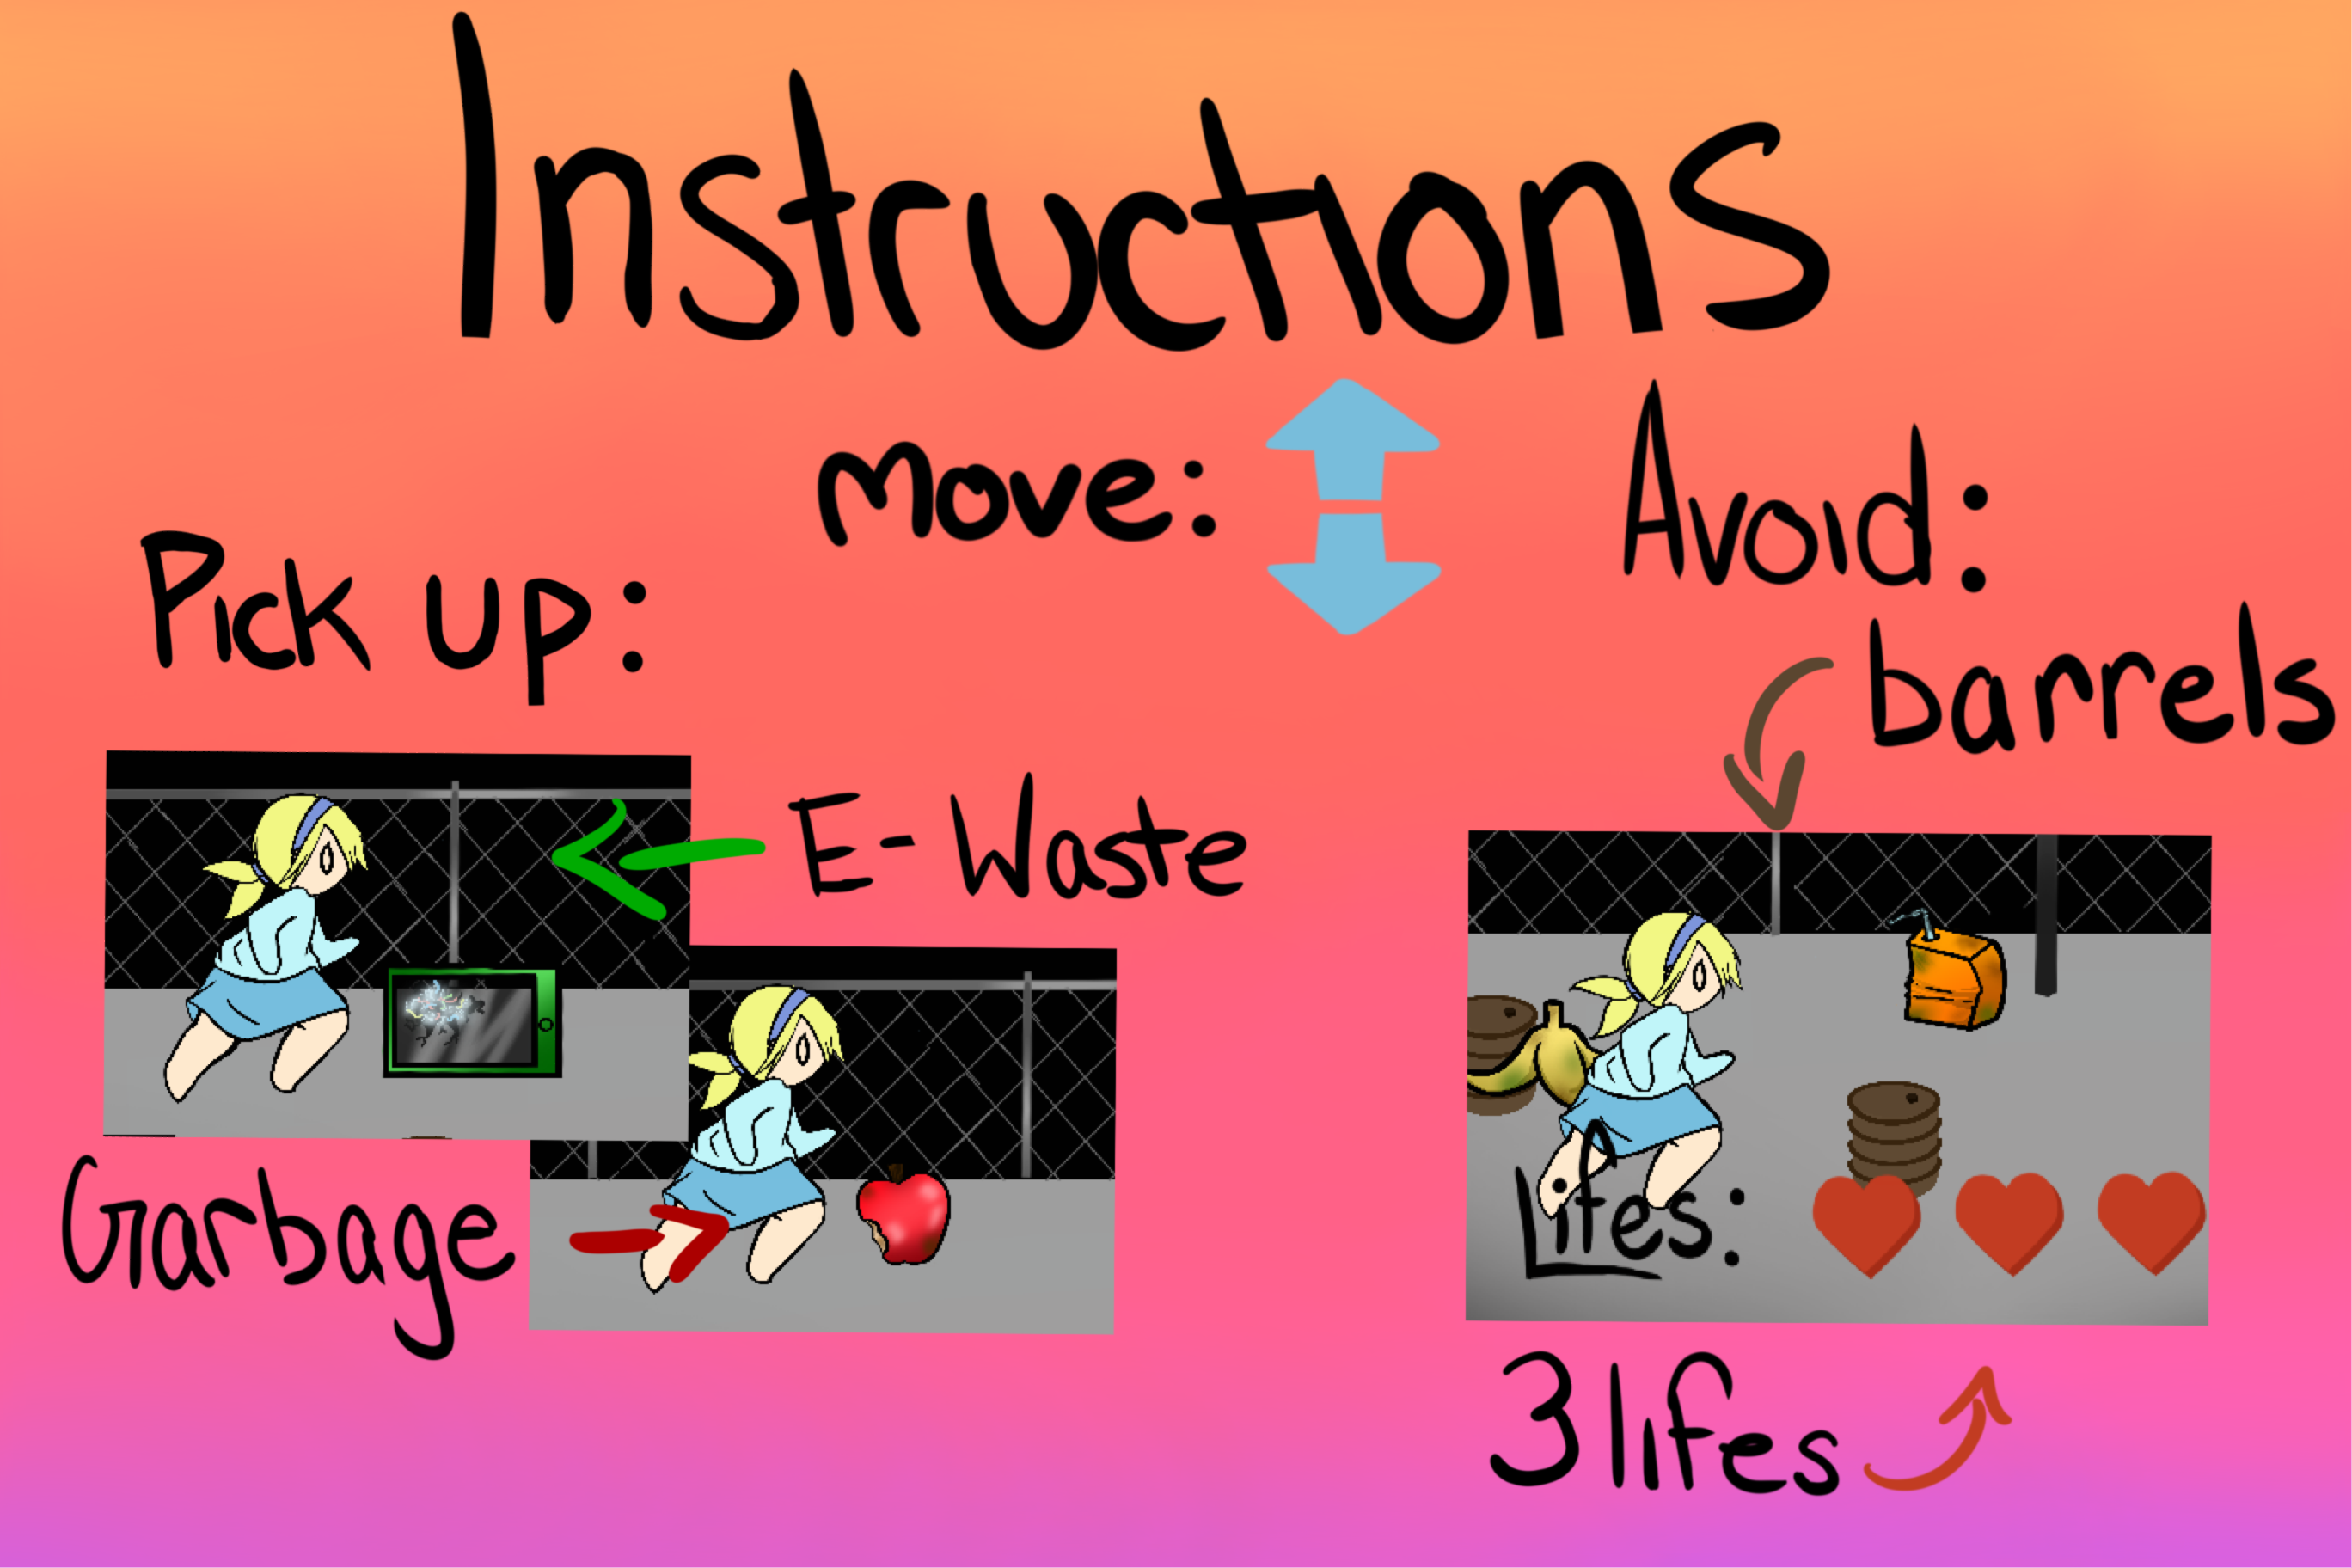 Instructions
Move:
Avoid:
Pick up:
barrels
E-Waste
Garbage
Lifes:
3 lifes